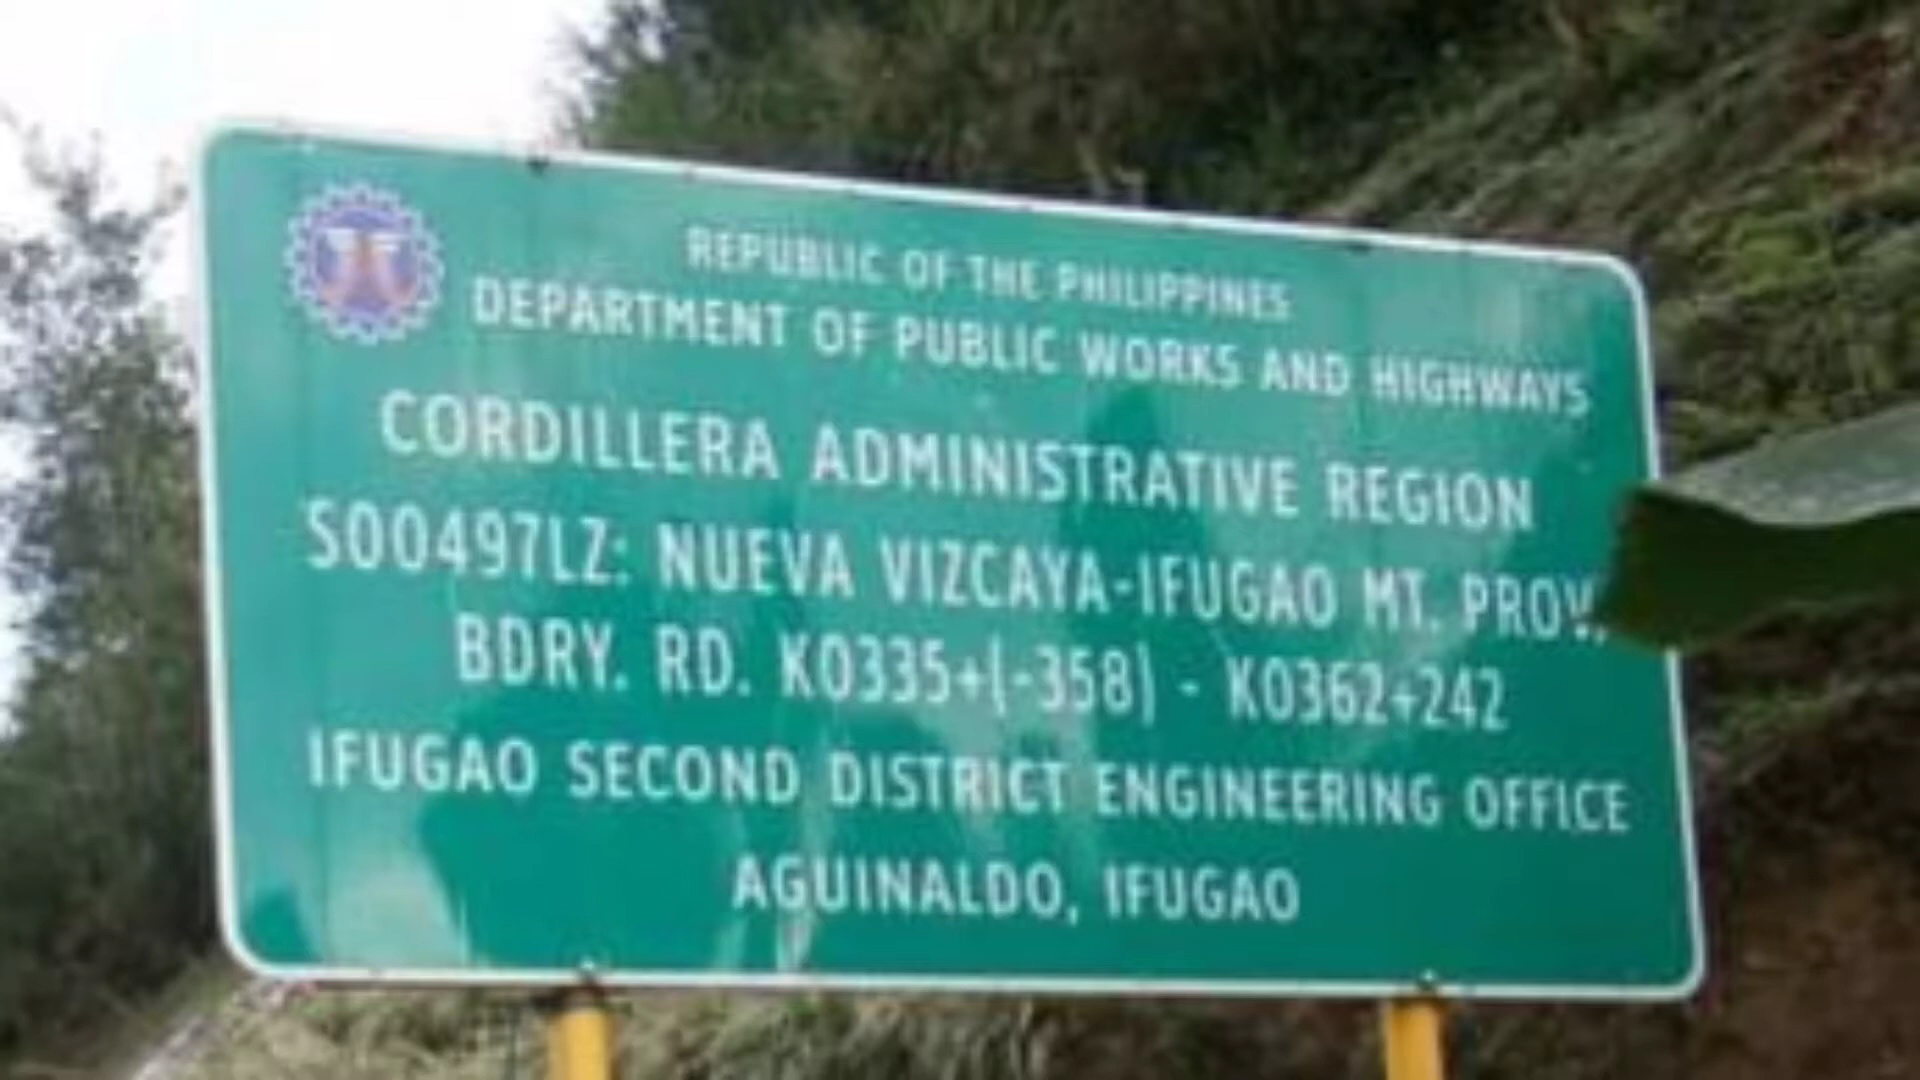 REPUBLIC OF THE PHILIPPINES
DEPARTMENT OF PUBLIC WORKS AND HIGHWAYS
CORDILLERA ADMINISTRATIVE REGION
S00497LZ: NUEVA VIZCAYA-IFUGAO MT. PROV.
BDRY. RD. K0335+(-358) - K0362+242
IFUGAO SECOND DISTRICT ENGINEERING OFFICE
AGUINALDO, IFUGAO